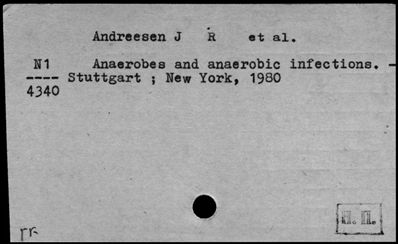 Andreesen J R et al.
N1 Anaerobes and anaerobic infections. -
---- Stuttgart ; New York, 1980
4340